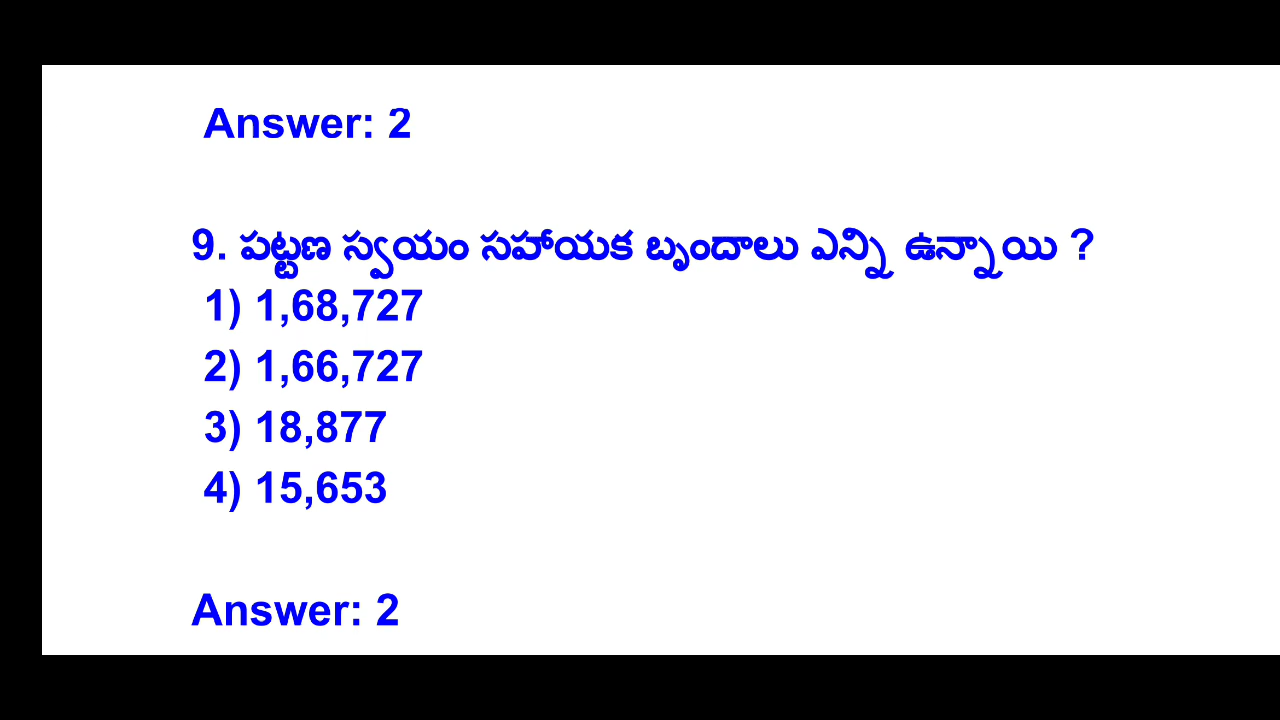 Answer: 2
9. పట్టణ స్వయం సహాయక బృందాలు ఎన్ని ఉన్నాయి ?
1) 1,68,727
2) 1,66,727
3) 18,877
4) 15,653
Answer: 2